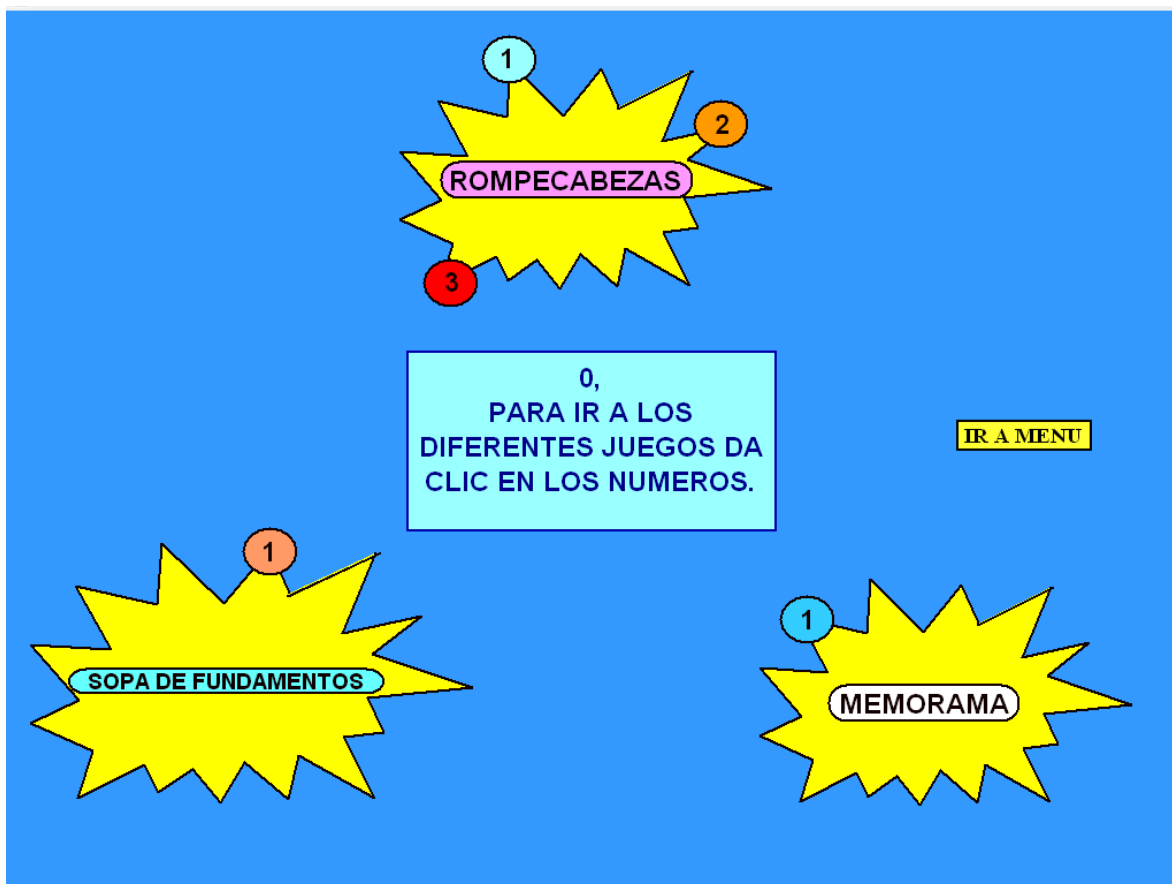 1
2
ROMPECABEZAS
3
0,
PARA IR A LOS
DIFERENTES JUEGOS DA
CLIC EN LOS NUMEROS.
IR A MENU
1
SOPA DE FUNDAMENTOS
1
MEMORAMA